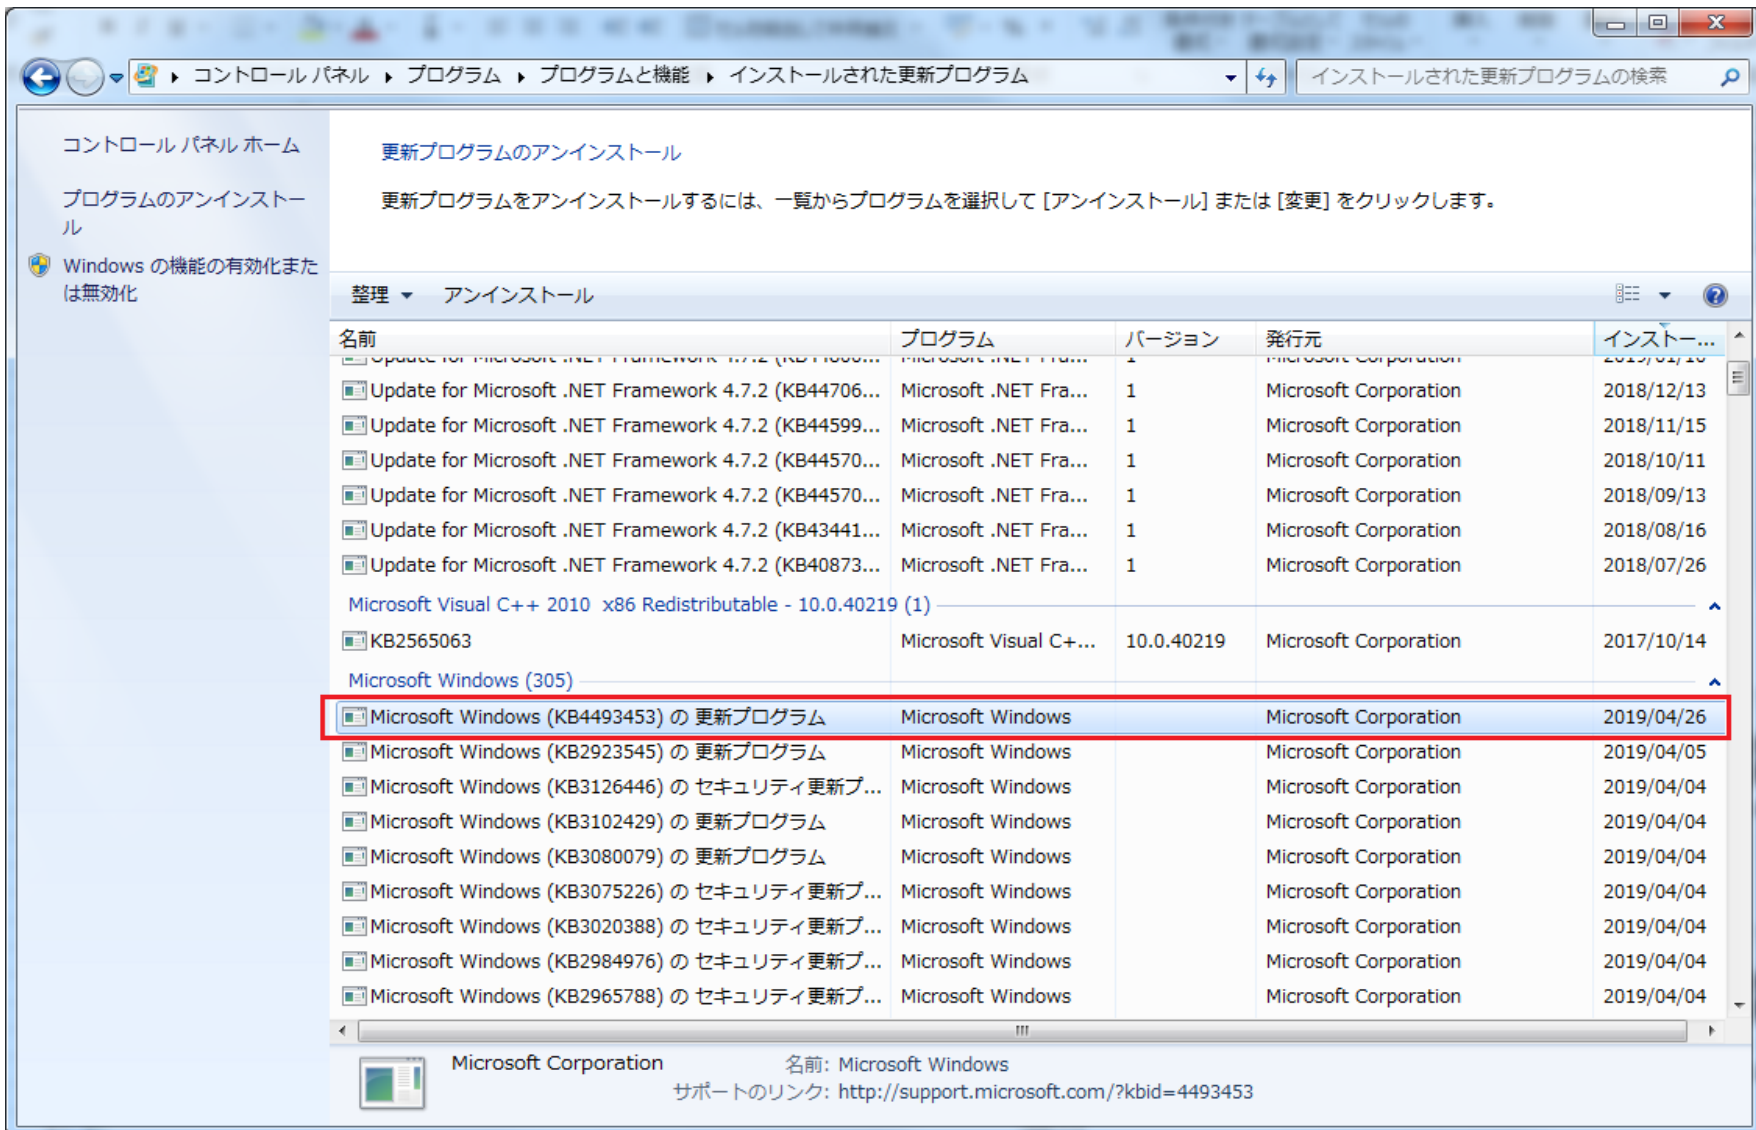 コントロール パネル ▸ プログラム ▸ プログラムと機能 ▸ インストールされた更新プログラム
インストールされた更新プログラムの検索
コントロール パネル ホーム
プログラムのアンインストー
ル
Windows の機能の有効化また
は無効化
更新プログラムのアンインストール
更新プログラムをアンインストールするには、一覧からプログラムを選択して [アンインストール] または [変更] をクリックします。
整理 アンインストール
名前 プログラム バージョン 発行元 インストー...
Update for Microsoft .NET Framework 4.7.2 (KB44706... Microsoft .NET Fra... 1 Microsoft Corporation 2018/12/13
Update for Microsoft .NET Framework 4.7.2 (KB44599... Microsoft .NET Fra... 1 Microsoft Corporation 2018/11/15
Update for Microsoft .NET Framework 4.7.2 (KB44570... Microsoft .NET Fra... 1 Microsoft Corporation 2018/10/11
Update for Microsoft .NET Framework 4.7.2 (KB44570... Microsoft .NET Fra... 1 Microsoft Corporation 2018/09/13
Update for Microsoft .NET Framework 4.7.2 (KB43441... Microsoft .NET Fra... 1 Microsoft Corporation 2018/08/16
Update for Microsoft .NET Framework 4.7.2 (KB40873... Microsoft .NET Fra... 1 Microsoft Corporation 2018/07/26
Microsoft Visual C++ 2010  x86 Redistributable - 10.0.40219 (1)
KB2565063 Microsoft Visual C+... 10.0.40219 Microsoft Corporation 2017/10/14
Microsoft Windows (305)
Microsoft Windows (KB4493453) の 更新プログラム Microsoft Windows Microsoft Corporation 2019/04/26
Microsoft Windows (KB2923545) の 更新プログラム Microsoft Windows Microsoft Corporation 2019/04/05
Microsoft Windows (KB3126446) の セキュリティ更新プ... Microsoft Windows Microsoft Corporation 2019/04/04
Microsoft Windows (KB3102429) の 更新プログラム Microsoft Windows Microsoft Corporation 2019/04/04
Microsoft Windows (KB3080079) の 更新プログラム Microsoft Windows Microsoft Corporation 2019/04/04
Microsoft Windows (KB3075226) の セキュリティ更新プ... Microsoft Windows Microsoft Corporation 2019/04/04
Microsoft Windows (KB3020388) の セキュリティ更新プ... Microsoft Windows Microsoft Corporation 2019/04/04
Microsoft Windows (KB2984976) の セキュリティ更新プ... Microsoft Windows Microsoft Corporation 2019/04/04
Microsoft Windows (KB2965788) の セキュリティ更新プ... Microsoft Windows Microsoft Corporation 2019/04/04
Microsoft Corporation 名前: Microsoft Windows
サポートのリンク: http://support.microsoft.com/?kbid=4493453